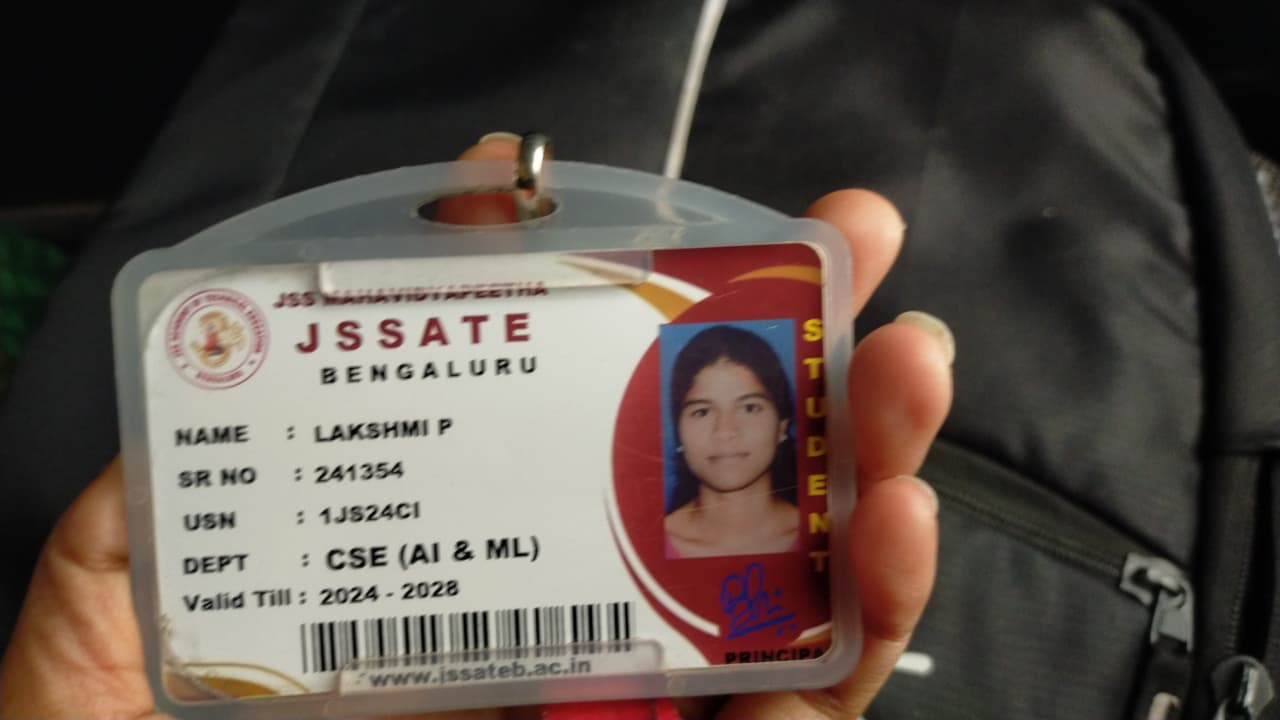 JSS MAHAVIDYAPEETHA
JSSATE
BENGALURU
NAME : LAKSHMI P
SR NO : 241354
USN : 1JS24CI
DEPT : CSE (AI & ML)
Valid Till : 2024 - 2028
www.jssateb.ac.in
STUDENT
PRINCIPA